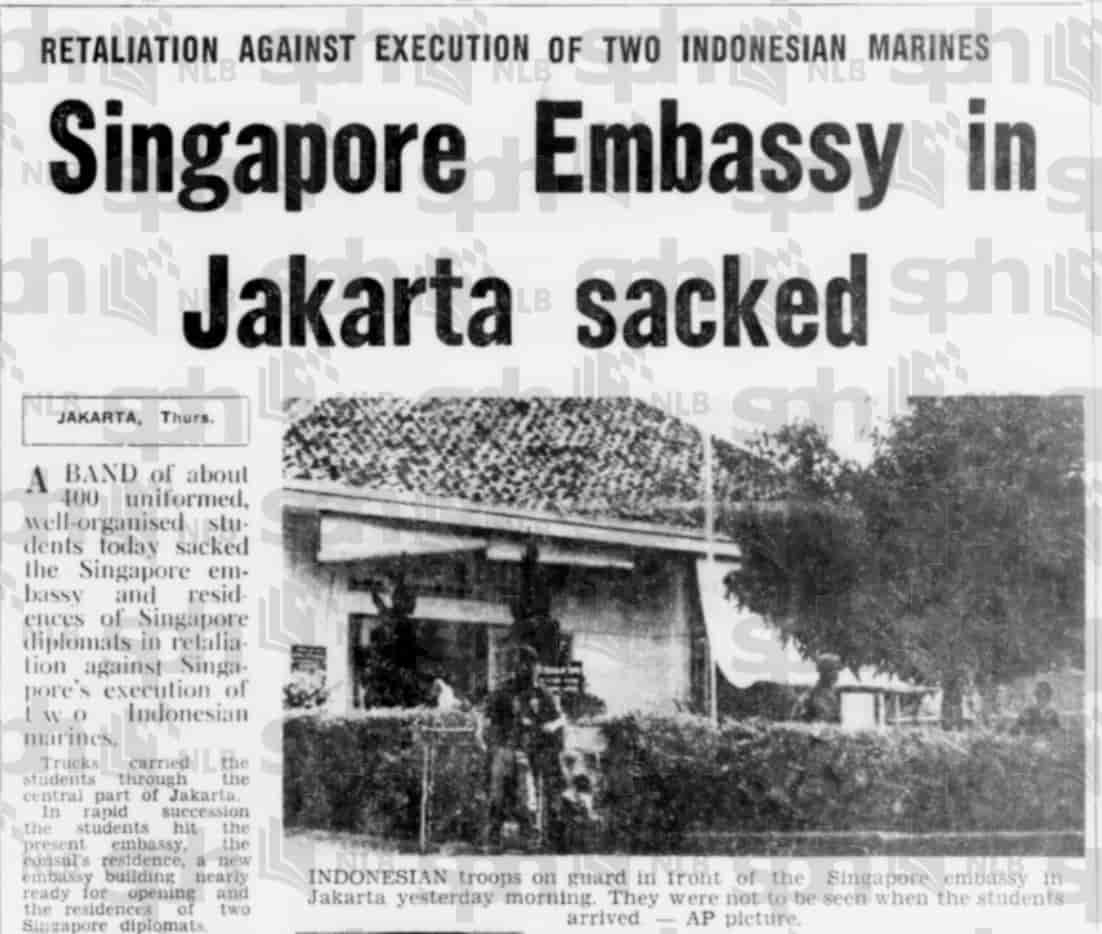 RETALIATION AGAINST EXECUTION OF TWO INDONESIAN MARINES
Singapore Embassy in
Jakarta sacked
JAKARTA, Thurs.
A BAND of about
400 uniformed,
well-organised stu-
dents today sacked
the Singapore em-
bassy and resid-
ences of Singapore
diplomats in retalia-
tion against Singa-
pore's execution of
two Indonesian
marines.
Trucks carried the
students through the
central part of Jakarta.
In rapid succession
the students hit the
present embassy, the
consul's residence, a new
embassy building nearly
ready for opening and
the residences of two
Singapore diplomats.
INDONESIAN troops on guard in front of the Singapore embassy in
Jakarta yesterday morning. They were not to be seen when the students
arrived — AP picture.
sph
NLB